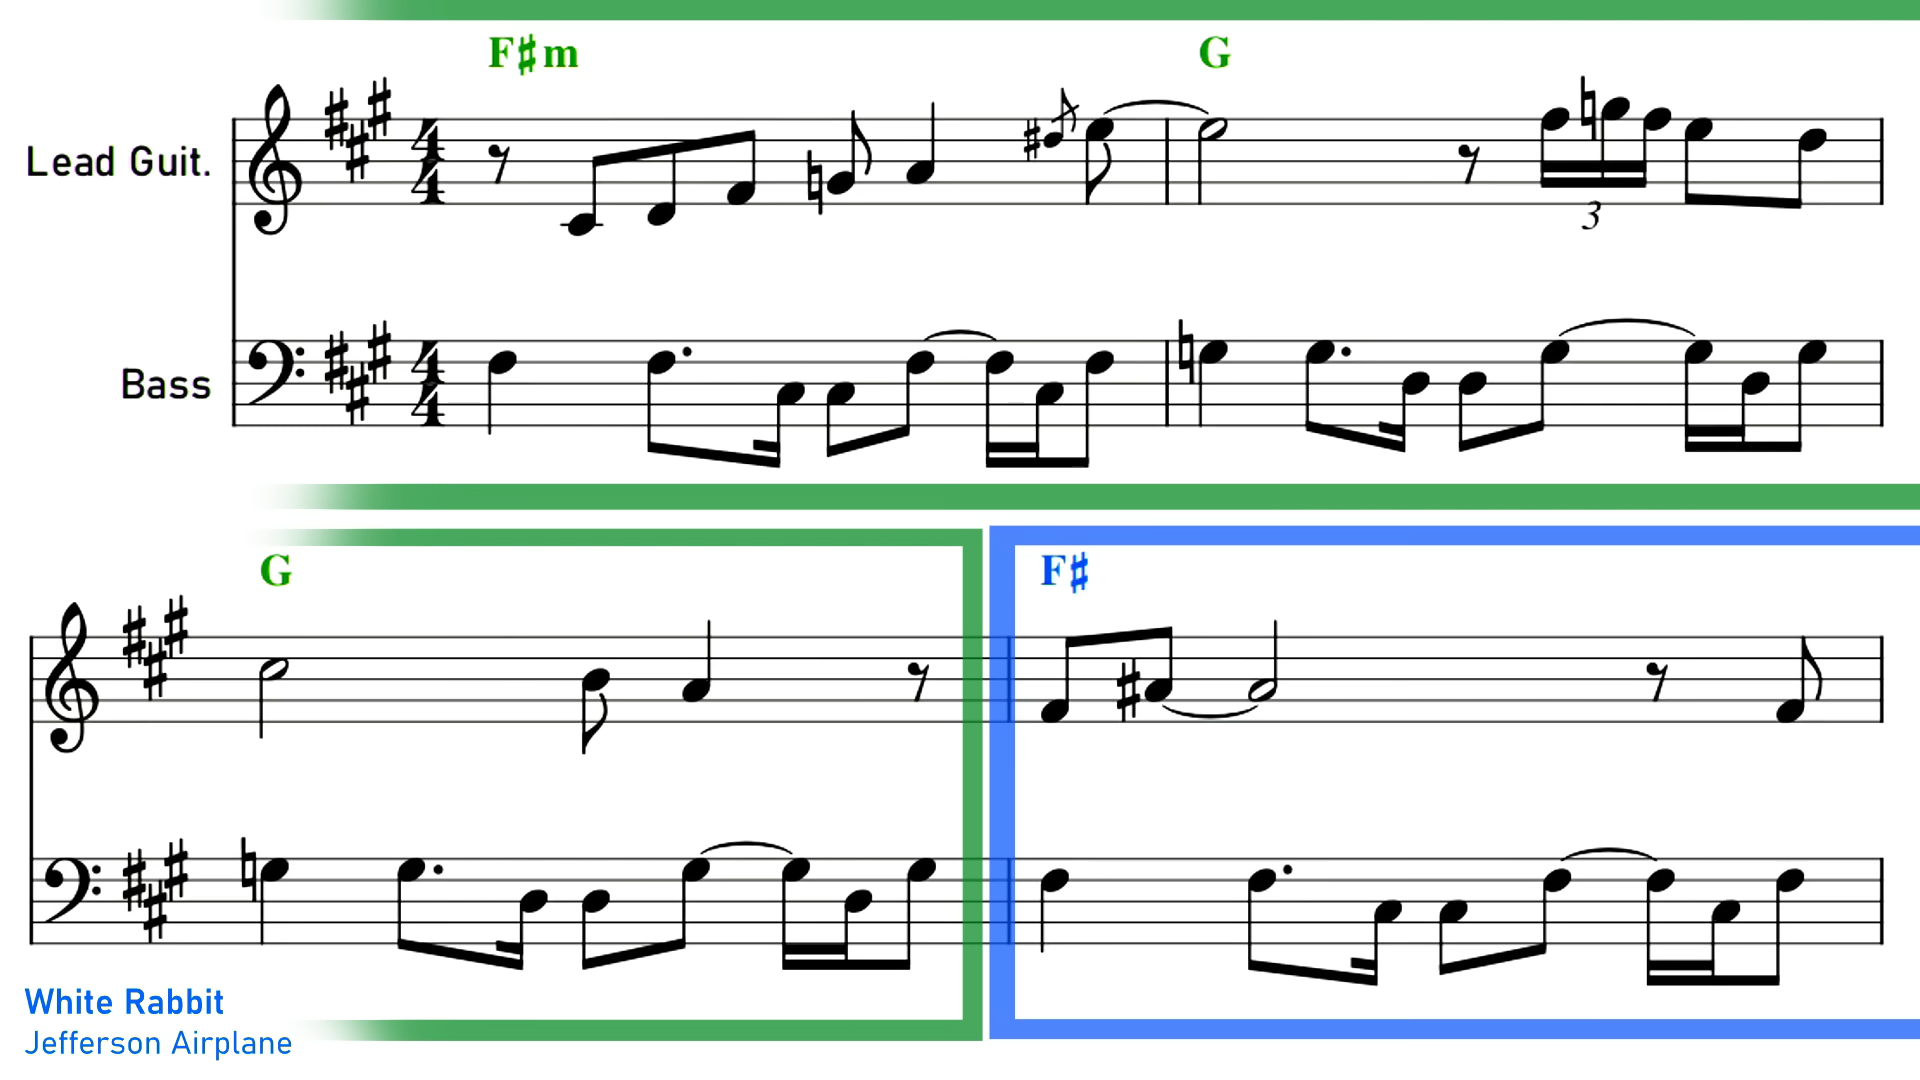 F♯m
G
Lead Guit.
3
Bass
G
F♯
White Rabbit
Jefferson Airplane